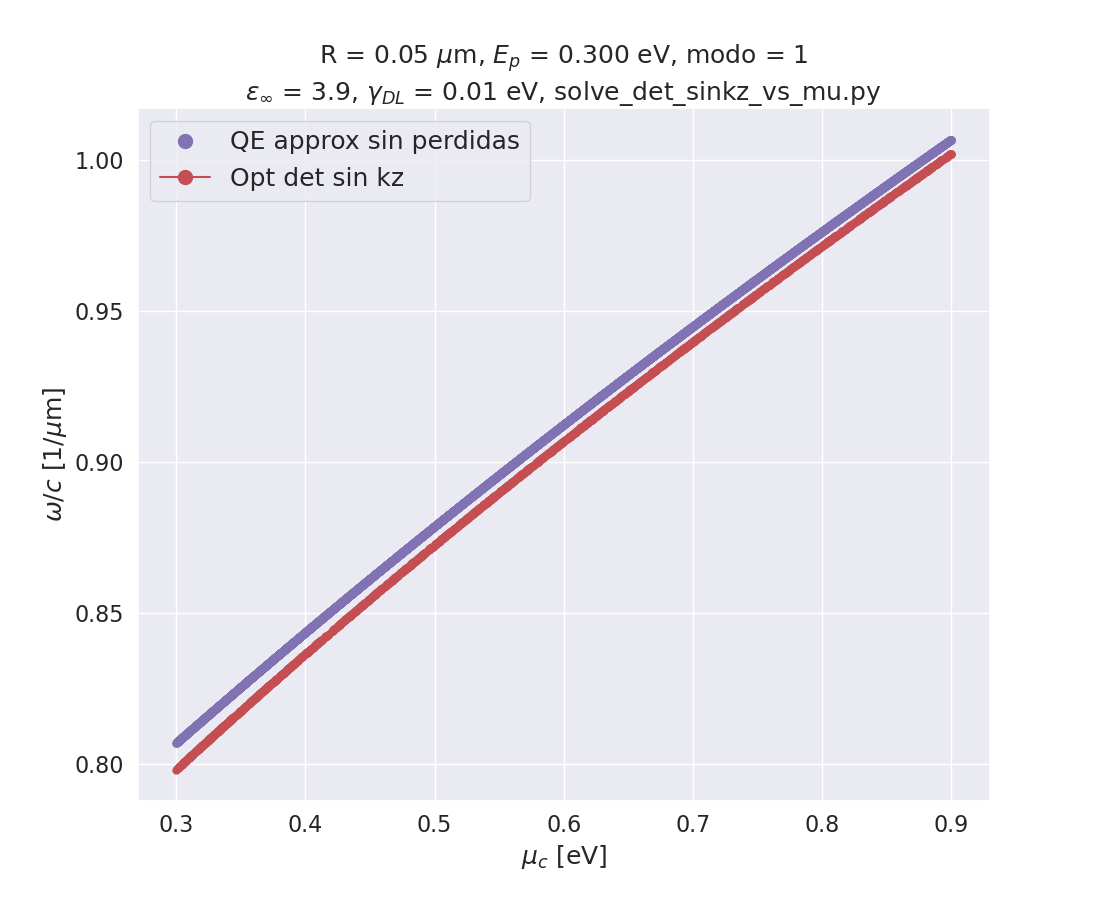 R = 0.05 μm, E_p = 0.300 eV, modo = 1
ε_∞ = 3.9, γ_DL = 0.01 eV, solve_det_sinkz_vs_mu.py
QE approx sin perdidas
Opt det sin kz
1.00
0.95
0.90
0.85
0.80
ω/c [1/μm]
0.3 0.4 0.5 0.6 0.7 0.8 0.9
μ_c [eV]